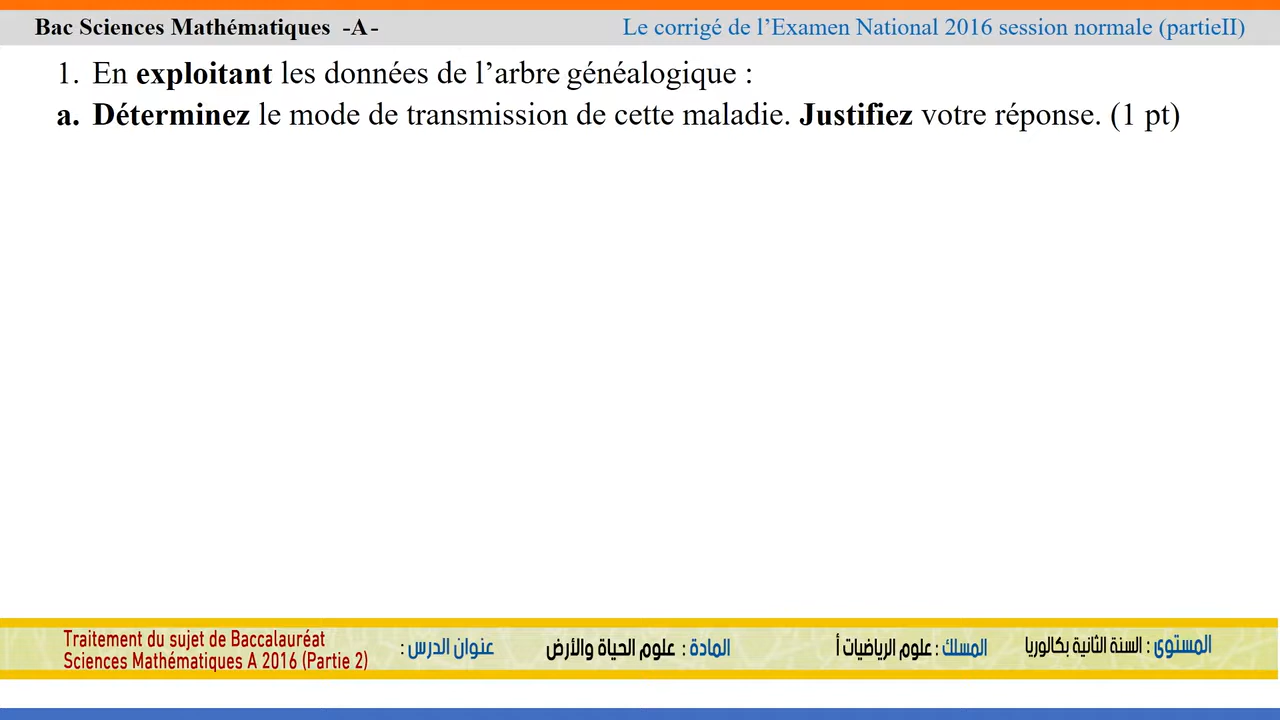 Bac Sciences Mathématiques -A-
Le corrigé de l’Examen National 2016 session normale (partieII)
1. En exploitant les données de l’arbre généalogique :
a. Déterminez le mode de transmission de cette maladie. Justifiez votre réponse. (1 pt)
المستوى : السنة الثانية بكالوريا
المسلك : علوم الرياضيات أ
المادة : علوم الحياة والأرض
عنوان الدرس :
Traitement du sujet de Baccalauréat
Sciences Mathématiques A 2016 (Partie 2)